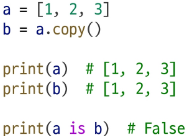 a = [1, 2, 3]
b = a.copy()
print(a)  # [1, 2, 3]
print(b)  # [1, 2, 3]
print(a is b)  # False